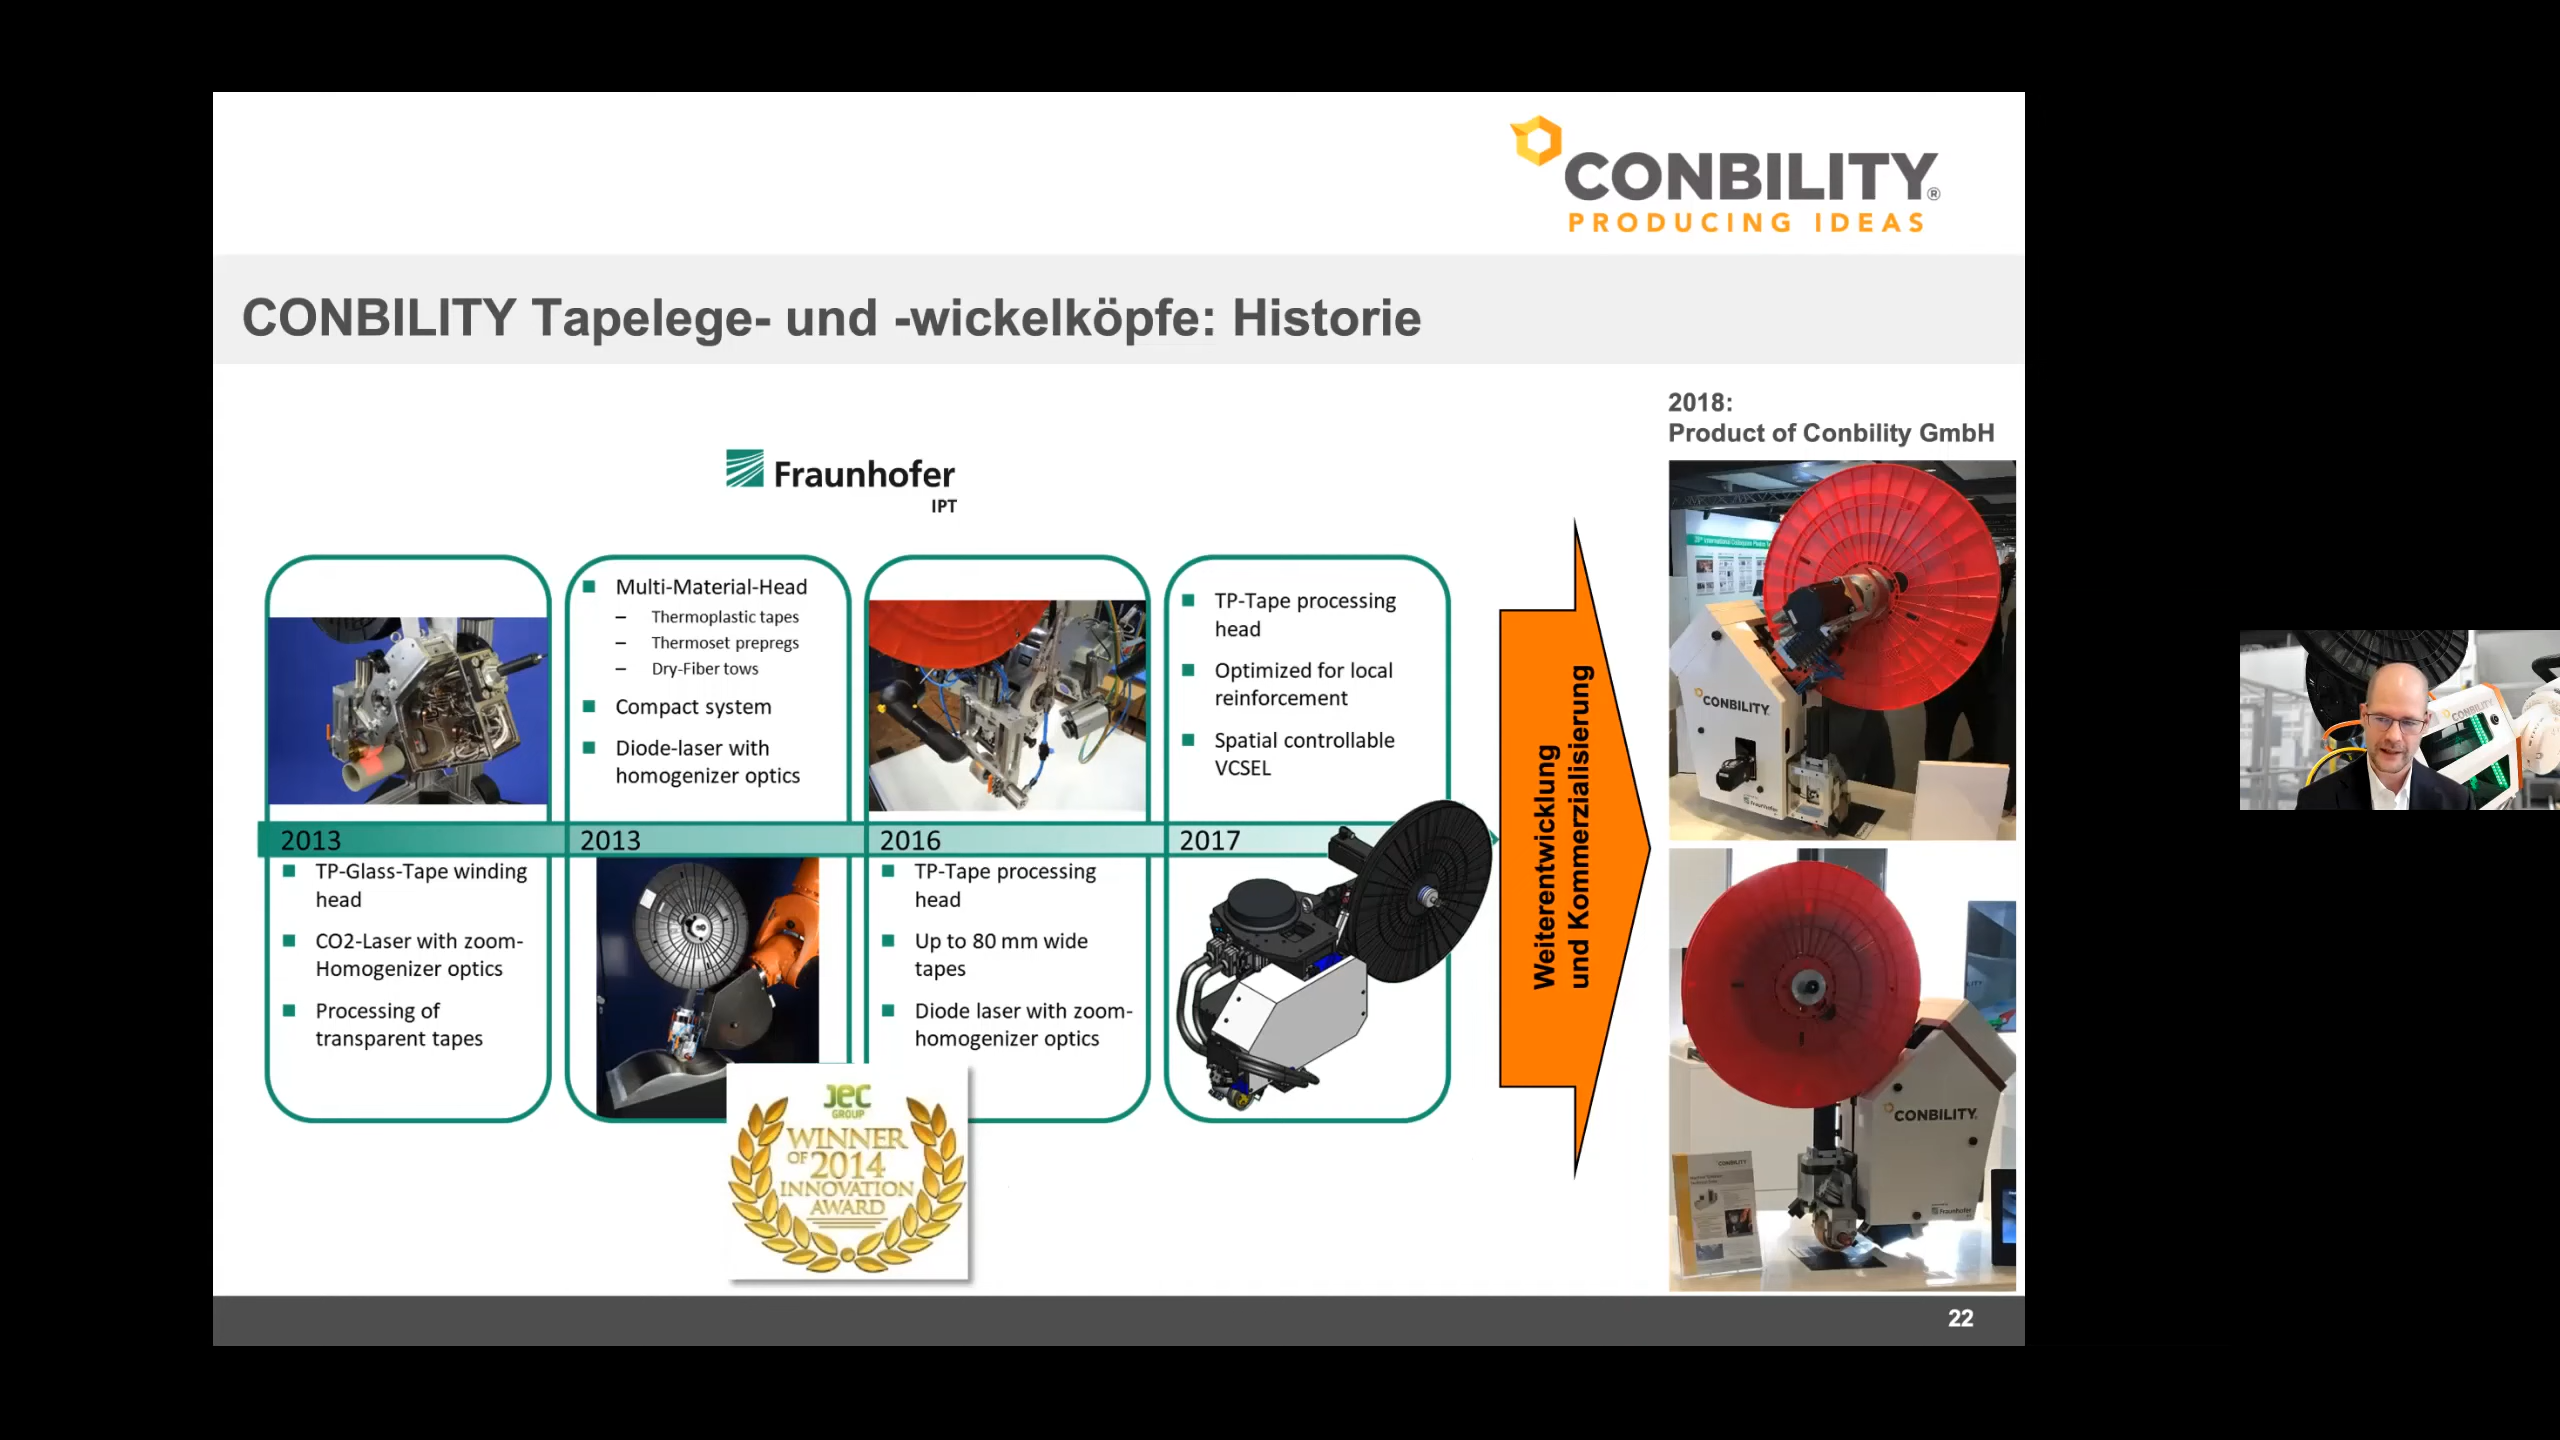 CONBILITY®
PRODUCING IDEAS
CONBILITY Tapelege- und -wickelköpfe: Historie
Fraunhofer
IPT
2013
TP-Glass-Tape winding
head
CO2-Laser with zoom-
Homogenizer optics
Processing of
transparent tapes
Multi-Material-Head
– Thermoplastic tapes
– Thermoset prepregs
– Dry-Fiber tows
Compact system
Diode-laser with
homogenizer optics
2013
JEC
GROUP
WINNER
OF 2014
INNOVATION
AWARD
2016
TP-Tape processing
head
Up to 80 mm wide
tapes
Diode laser with zoom-
homogenizer optics
TP-Tape processing
head
Optimized for local
reinforcement
Spatial controllable
VCSEL
2017
Weiterentwicklung
und Kommerzialisierung
2018:
Product of Conbility GmbH
CONBILITY
Fraunhofer
CONBILITY
CONBILITY
Fraunhofer
22
CONBILITY